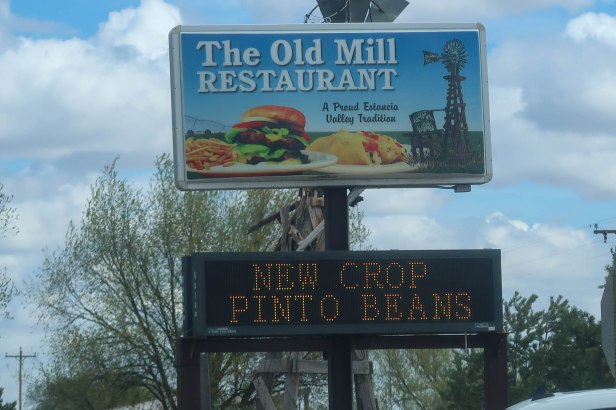 The Old Mill
RESTAURANT
A Proud Estancia
Valley Tradition
NEW CROP
PINTO BEANS